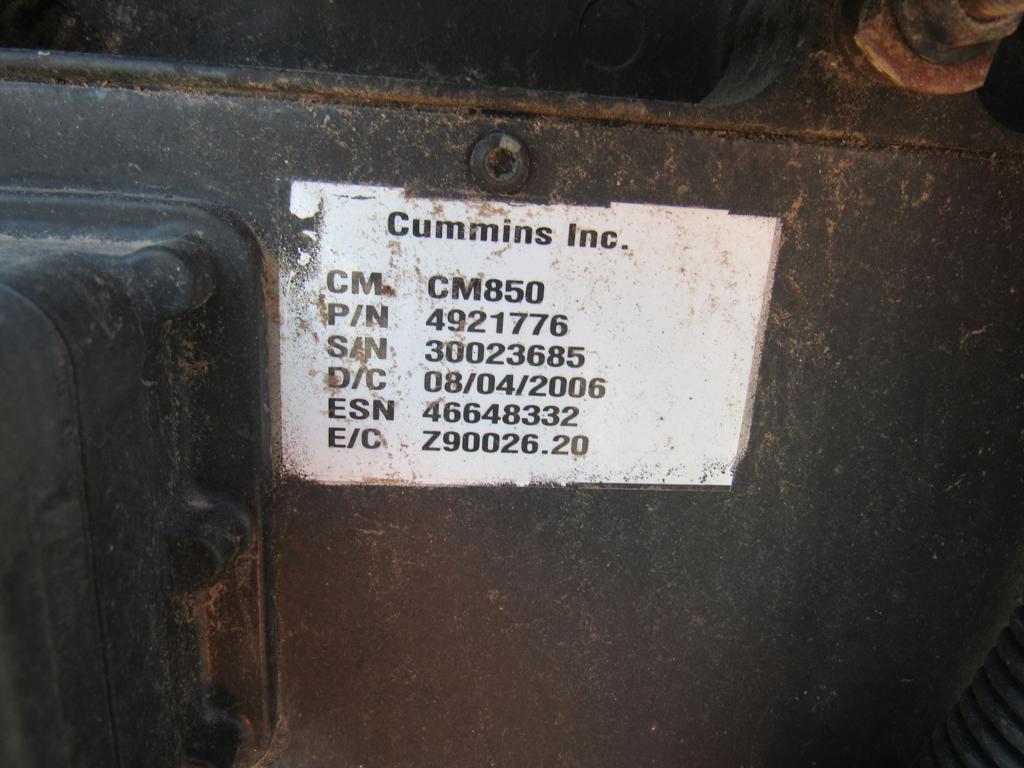 Cummins Inc.
CM. CM850
P/N 4921776
S/N 30023685
D/C 08/04/2006
ESN 46648332
E/C Z90026.20